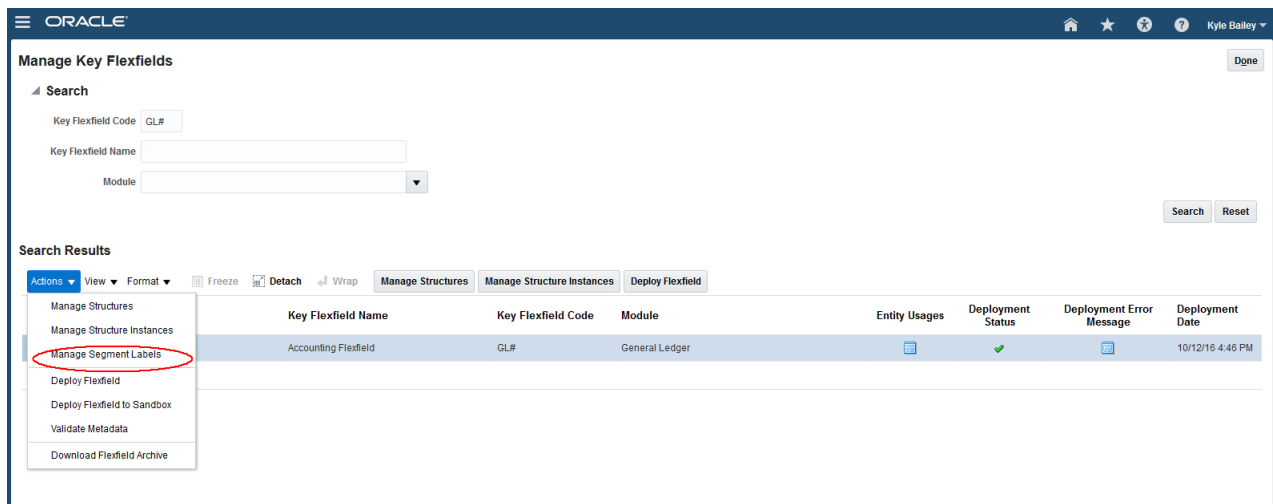 ORACLE Kyle Bailey
Manage Key Flexfields Done
Search
Key Flexfield Code GL#
Key Flexfield Name
Module
Search Reset
Search Results
Actions View Format Freeze Detach Wrap Manage Structures Manage Structure Instances Deploy Flexfield
Manage Structures
Manage Structure Instances
Manage Segment Labels
Deploy Flexfield
Deploy Flexfield to Sandbox
Validate Metadata
Download Flexfield Archive
Key Flexfield Name Key Flexfield Code Module Entity Usages Deployment Status Deployment Error Message Deployment Date
Accounting Flexfield GL# General Ledger 10/12/16 4:46 PM